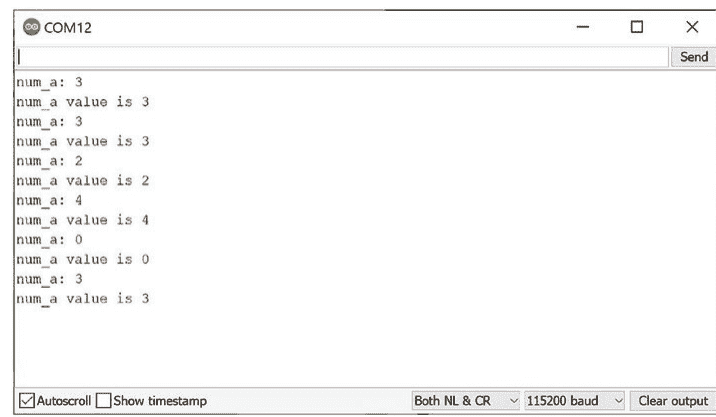 COM12
Send
num_a: 3
num_a value is 3
num_a: 3
num_a value is 3
num_a: 2
num_a value is 2
num_a: 4
num_a value is 4
num_a: 0
num_a value is 0
num_a: 3
num_a value is 3
Autoscroll Show timestamp Both NL & CR 115200 baud Clear output